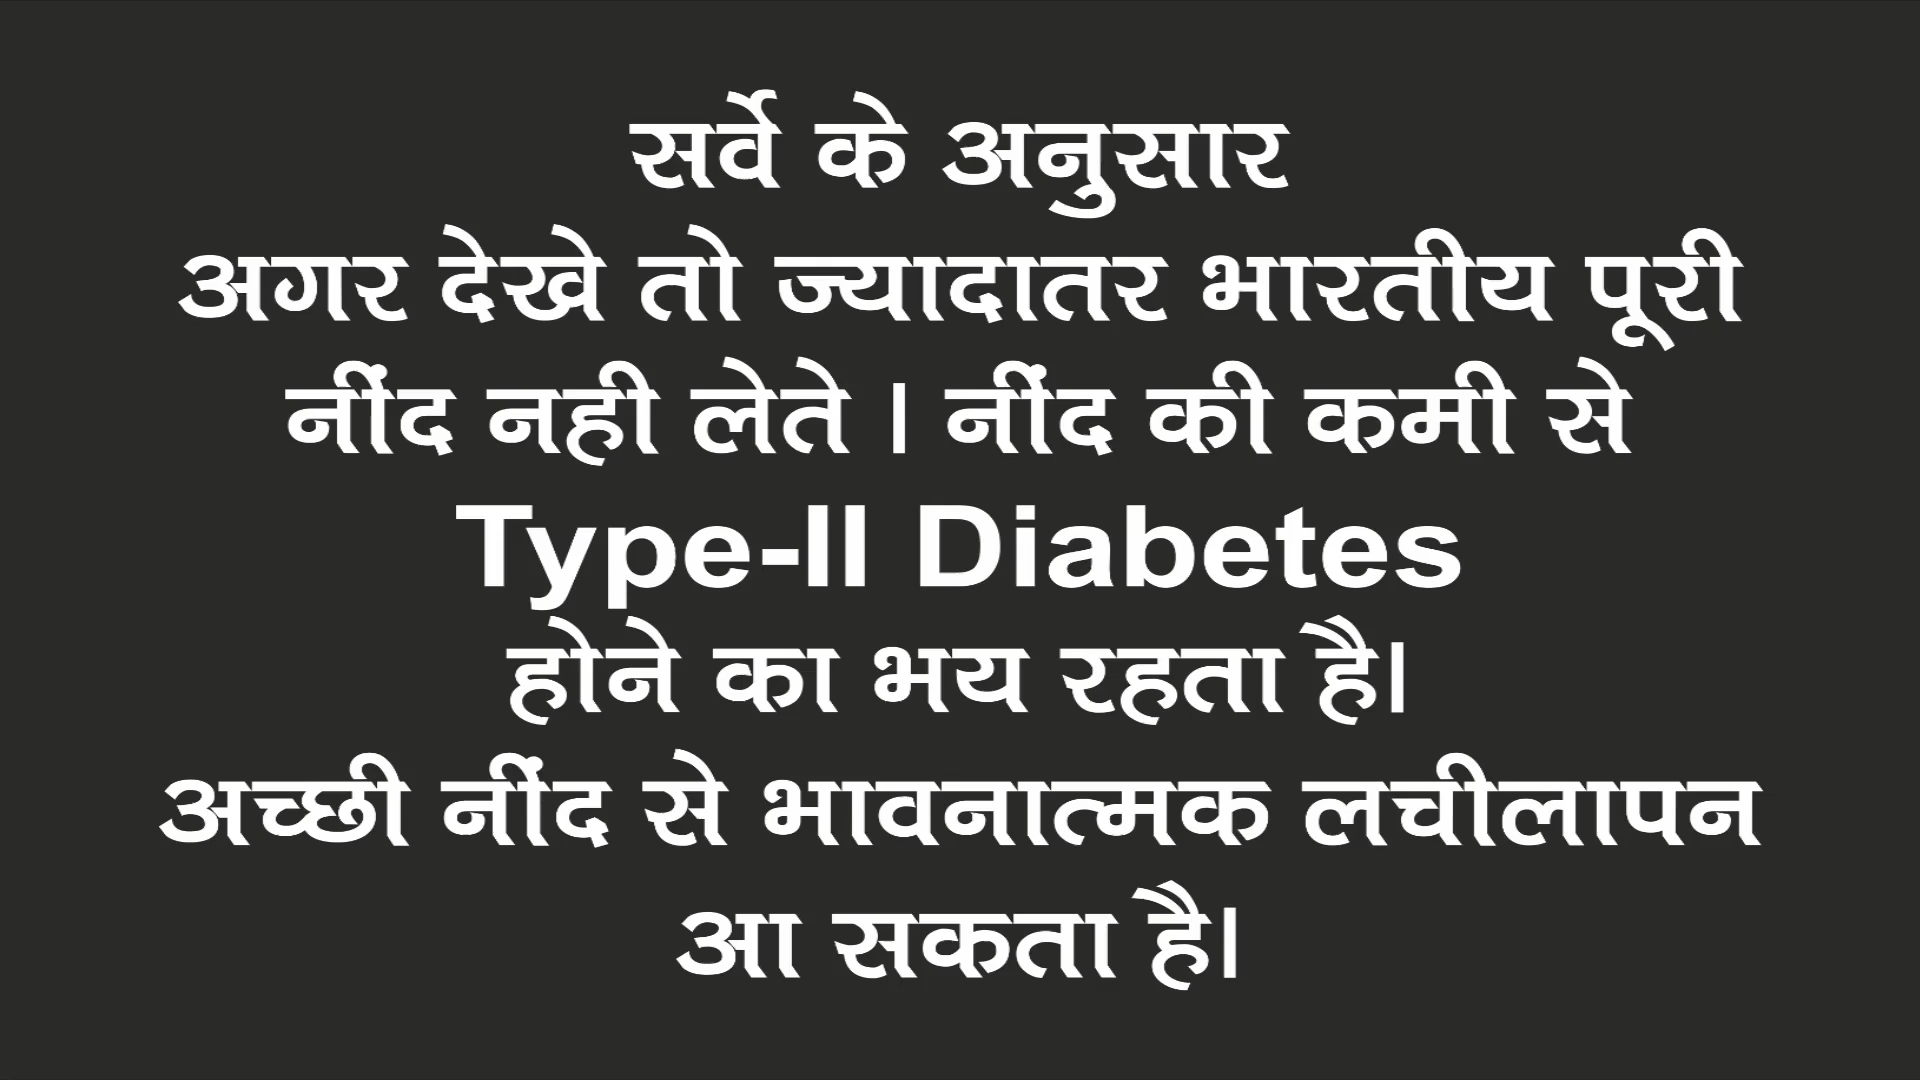 सर्वे के अनुसार
अगर देखे तो ज्यादातर भारतीय पूरी
नींद नही लेते । नींद की कमी से
Type-II Diabetes
होने का भय रहता है।
अच्छी नींद से भावनात्मक लचीलापन
आ सकता है।